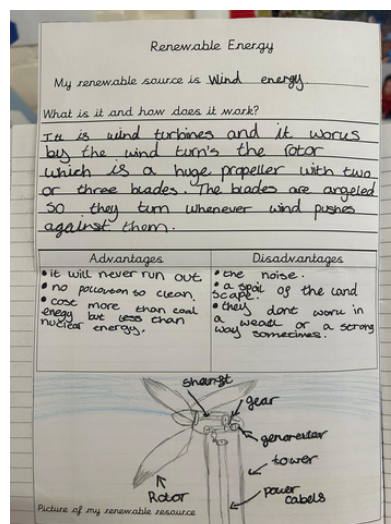 Renewable Energy
My renewable source is Wind energy.
What is it and how does it work?
It is wind turbines and it works
by the wind turn's the rotor
which is a huge propeller with two
or three blades. The blades are angeled
so they turn whenever wind pushes
against them.
Advantages
• it will never run out
• no polloution so clean.
• cost more than coal
enegy but less than
nuclear energy.
Disadvantages
• the noise.
• a spoil of the land
scape.
• they dont work in
a weak or a strong
way sometimes.
shangt
gear
generater
tower
power
cabels
Rotor
Picture of my renewable resource